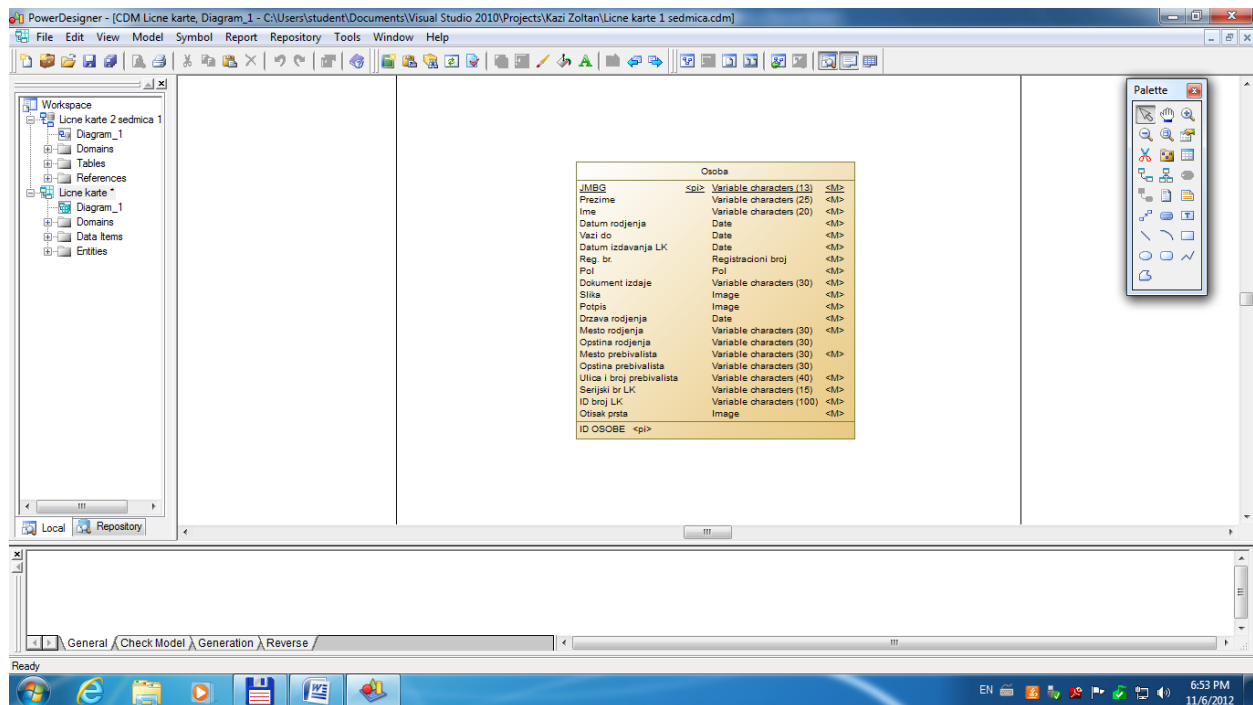 PowerDesigner - [CDM Licne karte, Diagram_1 - C:\Users\student\Documents\Visual Studio 2010\Projects\Kazi Zoltan\Licne karte 1 sedmica.cdm]
File Edit View Model Symbol Report Repository Tools Window Help
Workspace
Licne karte 2 sedmica 1
Diagram_1
Domains
Tables
References
Licne karte *
Diagram_1
Domains
Data Items
Entities
Local Repository
Osoba
JMBG <pi> Variable characters (13) <M>
Prezime Variable characters (25) <M>
Ime Variable characters (20) <M>
Datum rodjenja Date <M>
Vazi do Date <M>
Datum izdavanja LK Date <M>
Reg. br. Registracioni broj <M>
Pol Pol <M>
Dokument izdaje Variable characters (30) <M>
Slika Image <M>
Potpis Image <M>
Drzava rodjenja Date <M>
Mesto rodjenja Variable characters (30) <M>
Opstina rodjenja Variable characters (30)
Mesto prebivalista Variable characters (30) <M>
Opstina prebivalista Variable characters (30)
Ulica i broj prebivalista Variable characters (40) <M>
Serijski br LK Variable characters (15) <M>
ID broj LK Variable characters (100) <M>
Otisak prsta Image <M>
ID OSOBE <pi>
Palette
General Check Model Generation Reverse
Ready
EN 6:53 PM
11/6/2012